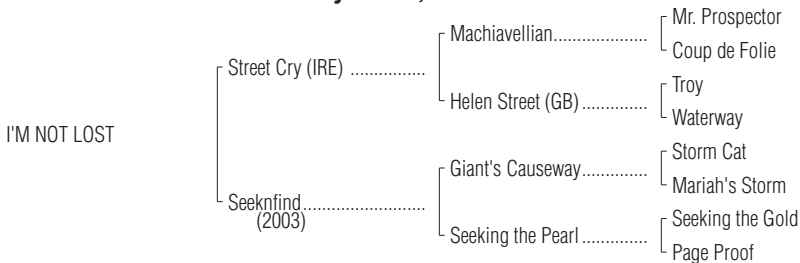 Mr. Prospector
Machiavellian....................
Coup de Folie
Street Cry (IRE) ................
Troy
Helen Street (GB) ..............
Waterway
I'M NOT LOST
Storm Cat
Giant's Causeway..............
Mariah's Storm
Seeknfind..........................
(2003)
Seeking the Gold
Seeking the Pearl ..............
Page Proof